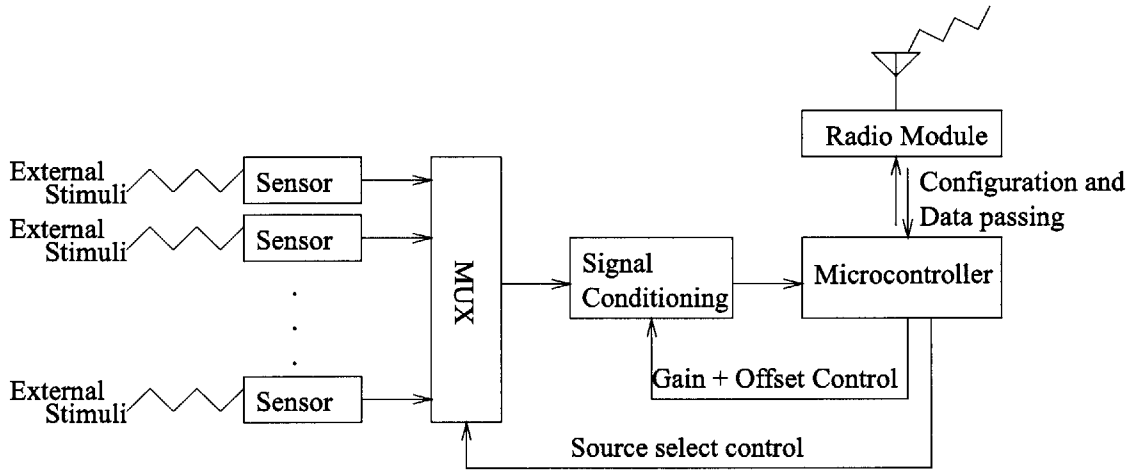 Radio Module
Configuration and
Data passing
External
Stimuli
Sensor
External
Stimuli
Sensor
External
Stimuli
Sensor
MUX
Signal
Conditioning
Microcontroller
Gain + Offset Control
Source select control